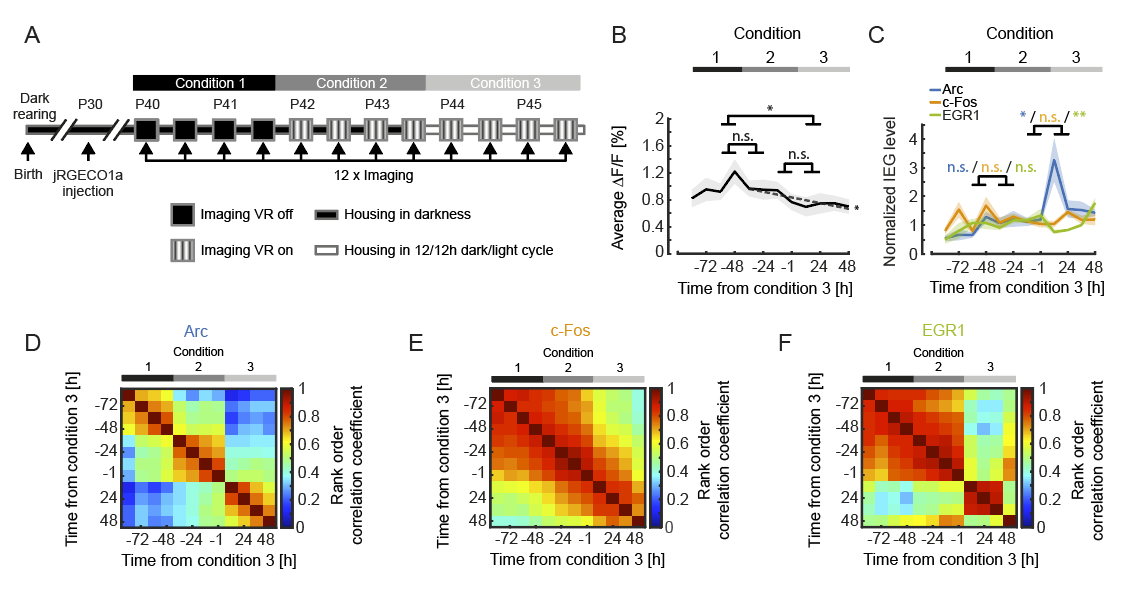 A
Condition 1
Condition 2
Condition 3
Dark
rearing
P30
P40
P41
P42
P43
P44
P45
Birth
jRGECO1a
injection
12 x Imaging
Imaging VR off
Housing in darkness
Imaging VR on
Housing in 12/12h dark/light cycle
B
Condition
1
2
3
Average ΔF/F [%]
2
1.6
1.2
0.8
0.4
0
*
n.s.
n.s.
*
-72 -48 -24 -1 24 48
Time from condition 3 [h]
C
Condition
1
2
3
Arc
c-Fos
EGR1
Normalized IEG level
4
3
2
1
0
* / n.s. / **
n.s. / n.s. / n.s.
-72 -48 -24 -1 24 48
Time from condition 3 [h]
D
Arc
Condition
1
2
3
Time from condition 3 [h]
-72
-48
-24
-1
24
48
-72 -48 -24 -1 24 48
Time from condition 3 [h]
1
0.8
0.6
0.4
0.2
0
Rank order
correlation coeefficient
E
c-Fos
Condition
1
2
3
Time from condition 3 [h]
-72
-48
-24
-1
24
48
-72 -48 -24 -1 24 48
Time from condition 3 [h]
1
0.8
0.6
0.4
0.2
0
Rank order
correlation coeefficient
F
EGR1
Condition
1
2
3
Time from condition 3 [h]
-72
-48
-24
-1
24
48
-72 -48 -24 -1 24 48
Time from condition 3 [h]
1
0.8
0.6
0.4
0.2
0
Rank order
correlation coeefficient